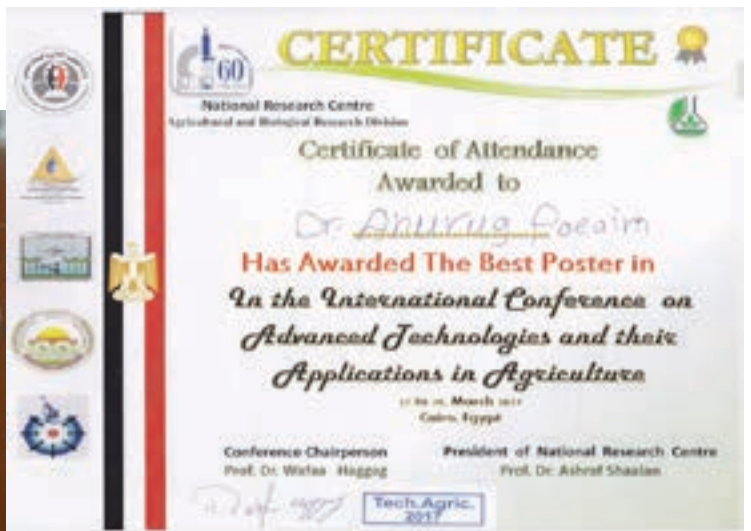 CERTIFICATE
60
National Research Centre
Agricultural and Biological Research Division
Certificate of Attendance
Awarded to
Dr. Anurug Poeaim
Has Awarded The Best Poster in
In the International Conference on
Advanced Technologies and their
Applications in Agriculture
March
Cairo, Egypt
Conference Chairperson
President of National Research Centre
Prof. Dr. Wafaa Haggag
Prof. Dr. Ashraf Shaalan
Tech.Agric.
2017